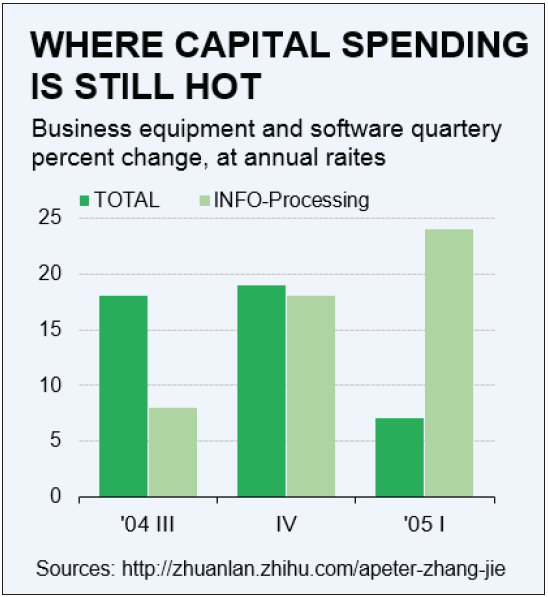 WHERE CAPITAL SPENDING
IS STILL HOT
Business equipment and software quartery
percent change, at annual raites
TOTAL INFO-Processing
25
20
15
10
5
0
'04 III IV '05 I
Sources: http://zhuanlan.zhihu.com/apeter-zhang-jie